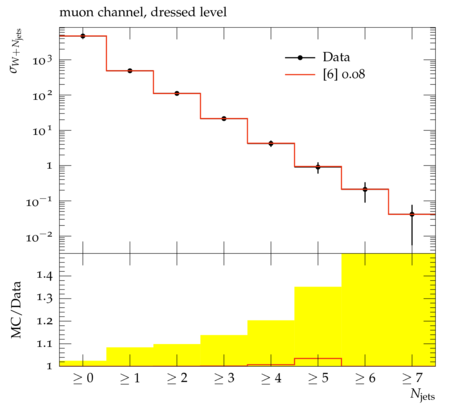 muon channel, dressed level
σ_{W+N_jets}
Data
[6] 0.08
10^3
10^2
10^1
1
10^−1
10^−2
MC/Data
1.4
1.3
1.2
1.1
1
≥ 0 ≥ 1 ≥ 2 ≥ 3 ≥ 4 ≥ 5 ≥ 6 ≥ 7
N_jets